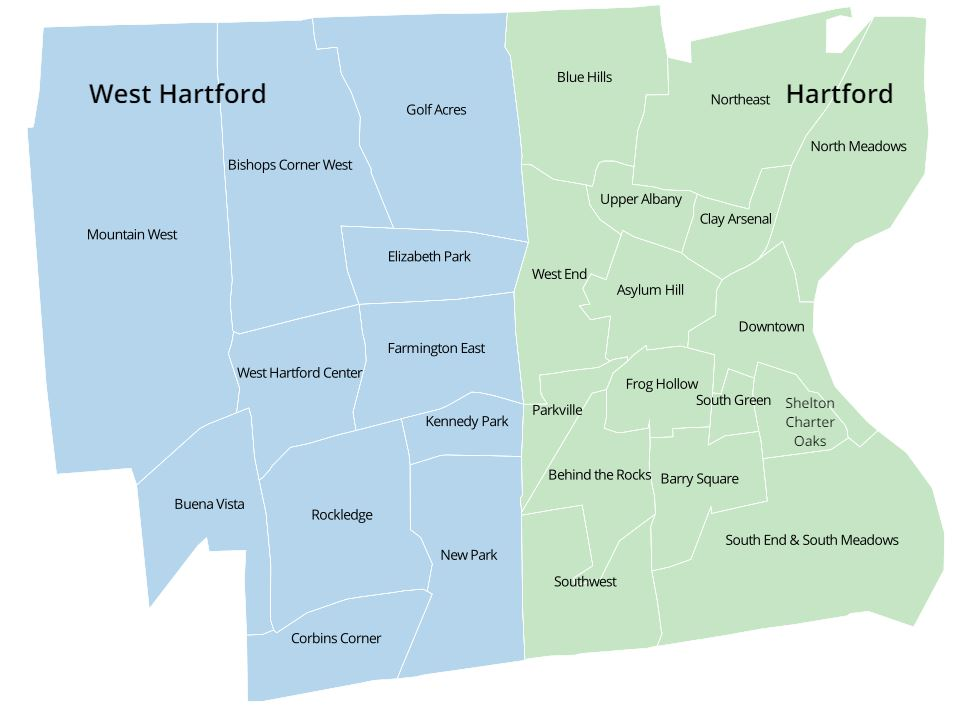 Blue Hills
West Hartford
Hartford
Northeast
Golf Acres
North Meadows
Bishops Corner West
Upper Albany
Clay Arsenal
Mountain West
Elizabeth Park
West End
Asylum Hill
Downtown
Farmington East
West Hartford Center
Frog Hollow
South Green
Shelton
Charter
Oaks
Parkville
Kennedy Park
Behind the Rocks
Barry Square
Buena Vista
Rockledge
South End & South Meadows
New Park
Southwest
Corbins Corner